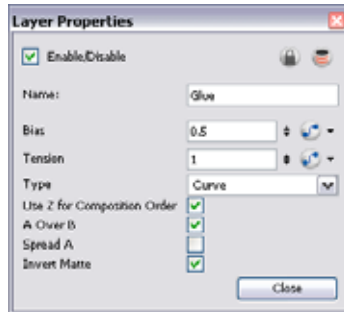 Layer Properties
Enable/Disable
Name: Glue
Bias 0.5
Tension 1
Type Curve
Use Z for Composition Order
A Over B
Spread A
Invert Matte
Close